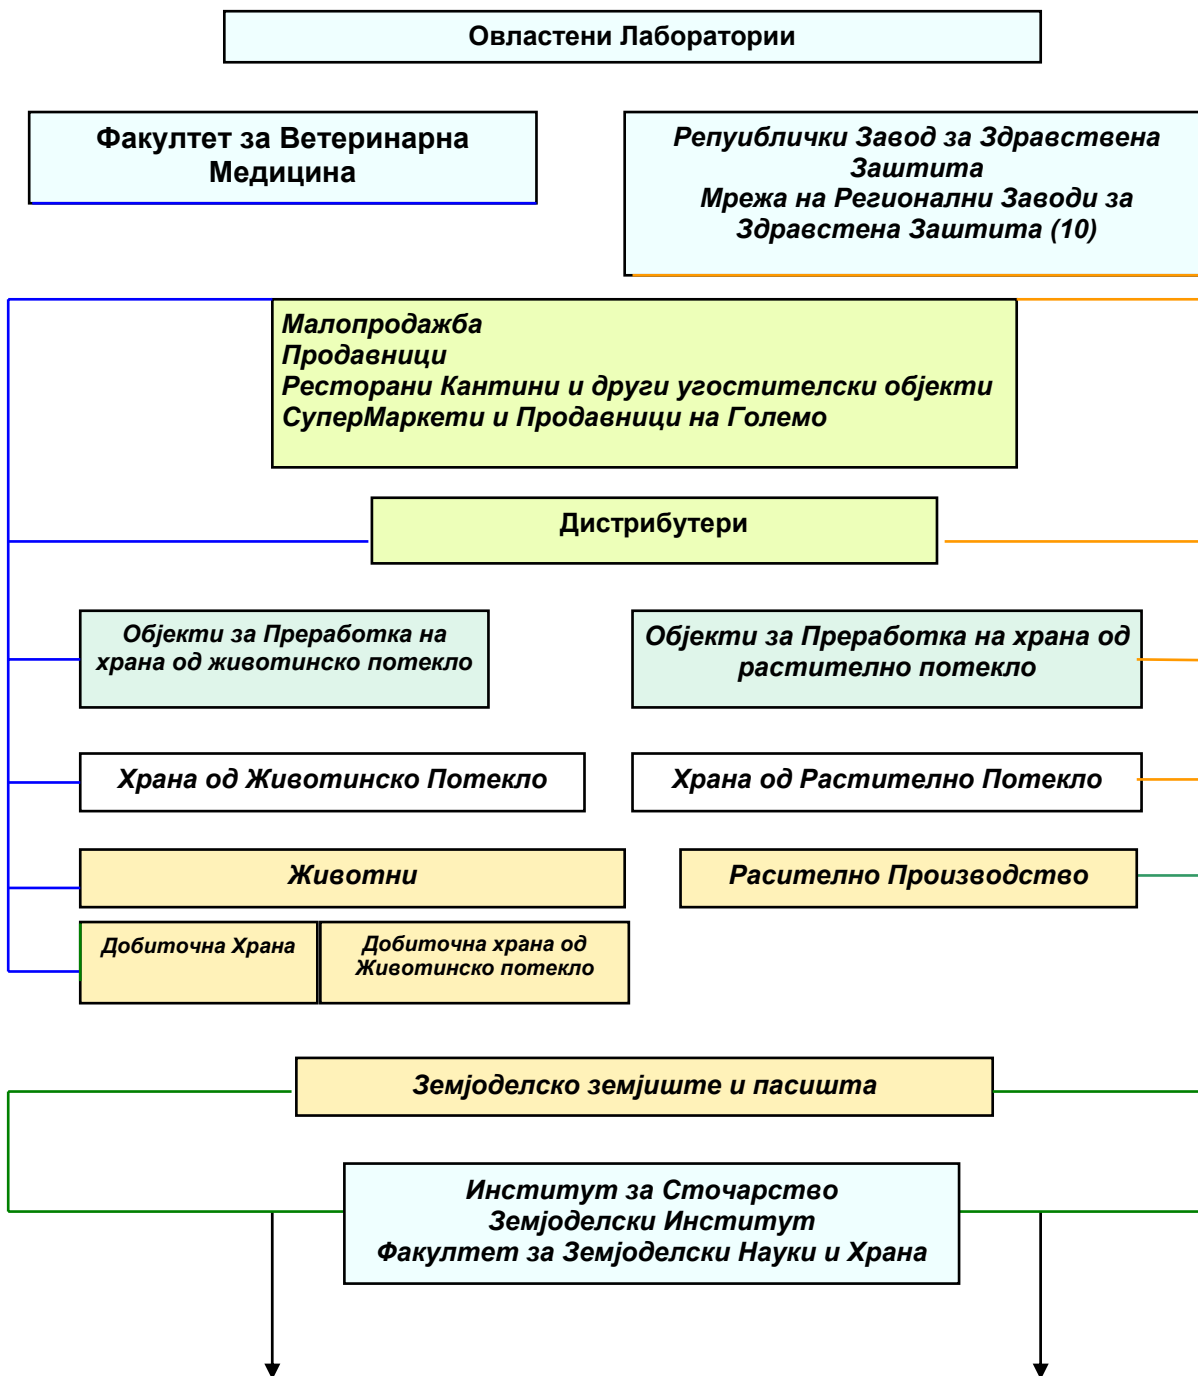 Овластени Лаборатории
Факултет за Ветеринарна
Медицина
Репуиблички Завод за Здравствена
Заштита
Мрежа на Регионални Заводи за
Здравстена Заштита (10)
Малопродажба
Продавници
Ресторани Кантини и други угостителски објекти
СуперМаркети и Продавници на Големо
Дистрибутери
Објекти за Преработка на
храна од животинско потекло
Објекти за Преработка на храна од
растително потекло
Храна од Животинско Потекло
Храна од Растително Потекло
Животни
Расително Производство
Добиточна Храна
Добиточна храна од
Животинско потекло
Земјоделско земјиште и пасишта
Институт за Сточарство
Земјоделски Институт
Факултет за Земјоделски Науки и Храна